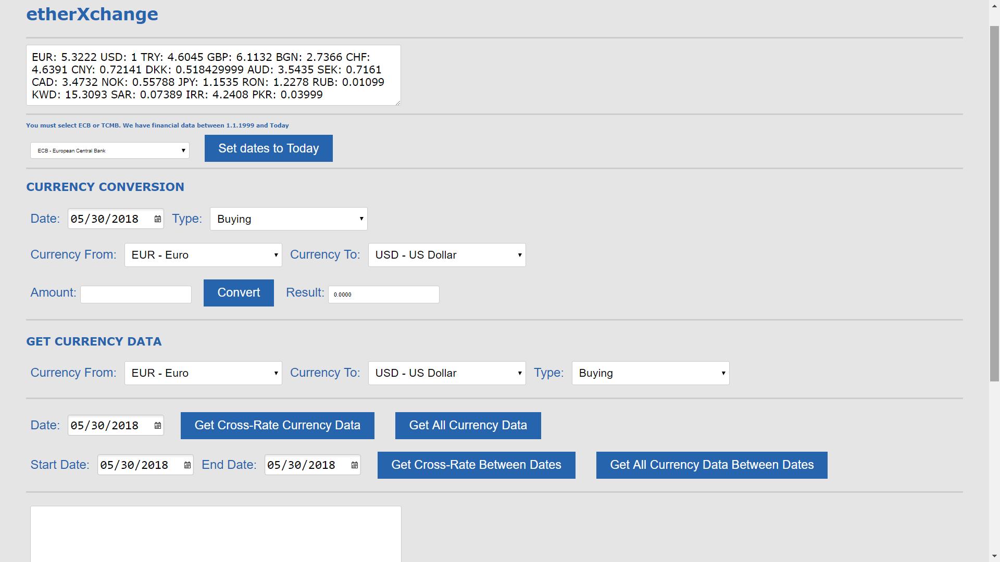 etherXchange
EUR: 5.3222 USD: 1 TRY: 4.6045 GBP: 6.1132 BGN: 2.7366 CHF:
4.6391 CNY: 0.72141 DKK: 0.518429999 AUD: 3.5435 SEK: 0.7161
CAD: 3.4732 NOK: 0.55788 JPY: 1.1535 RON: 1.2278 RUB: 0.01099
KWD: 15.3093 SAR: 0.07389 IRR: 4.2408 PKR: 0.03999
You must select ECB or TCMB. We have financial data between 1.1.1999 and Today
ECB - European Central Bank Set dates to Today
CURRENCY CONVERSION
Date: 05/30/2018 Type: Buying
Currency From: EUR - Euro Currency To: USD - US Dollar
Amount: Convert Result: 0.0000
GET CURRENCY DATA
Currency From: EUR - Euro Currency To: USD - US Dollar Type: Buying
Date: 05/30/2018 Get Cross-Rate Currency Data Get All Currency Data
Start Date: 05/30/2018 End Date: 05/30/2018 Get Cross-Rate Between Dates Get All Currency Data Between Dates